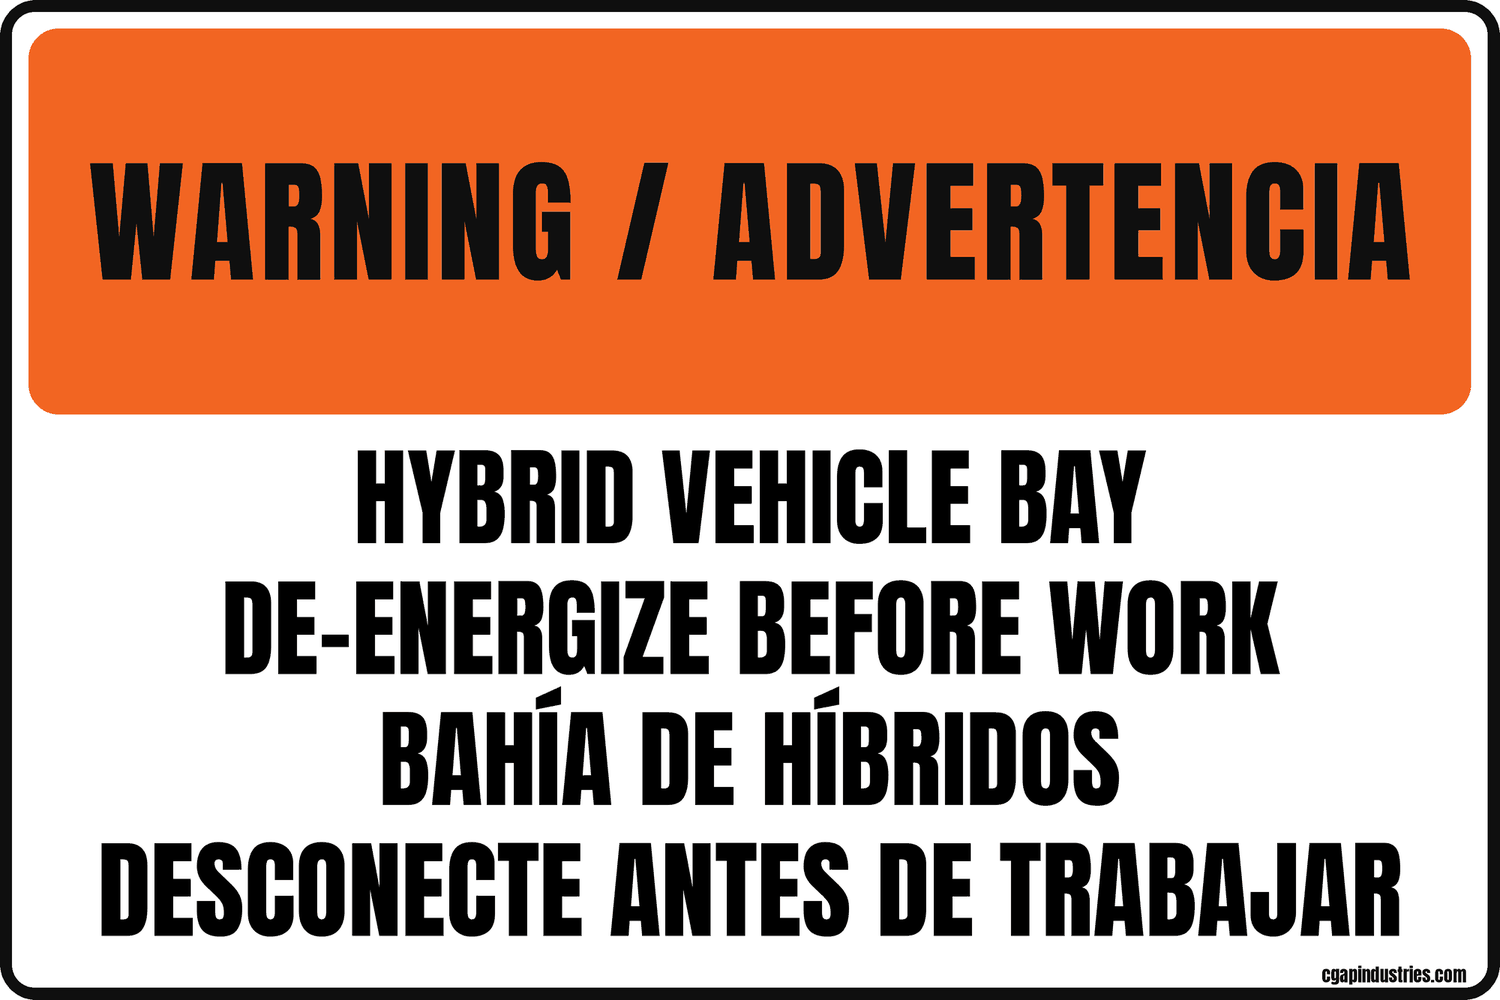 WARNING / ADVERTENCIA
HYBRID VEHICLE BAY
DE-ENERGIZE BEFORE WORK
BAHÍA DE HÍBRIDOS
DESCONECTE ANTES DE TRABAJAR
cgapindustries.com